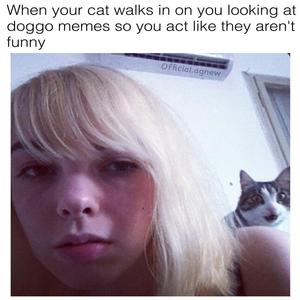 When your cat walks in on you looking at
doggo memes so you act like they aren't
funny
Official.agnew